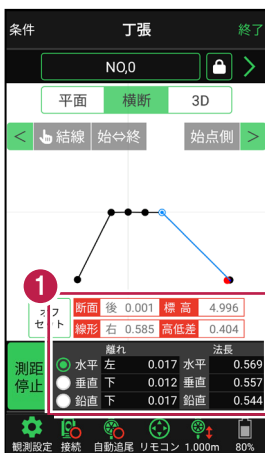 条件 丁張 終了
NO,0
平面 横断 3D
< 結線 始⇔終 始点側 >
1
オフセット 断面 後 0.001 標高 4.996
線形 右 0.585 高低差 0.404
離れ 法長
測距停止 水平 左 0.017 水平 0.569
垂直 下 0.012 垂直 0.557
鉛直 下 0.017 鉛直 0.544
観測設定 接続 自動追尾 リモコン 1.000m 80%